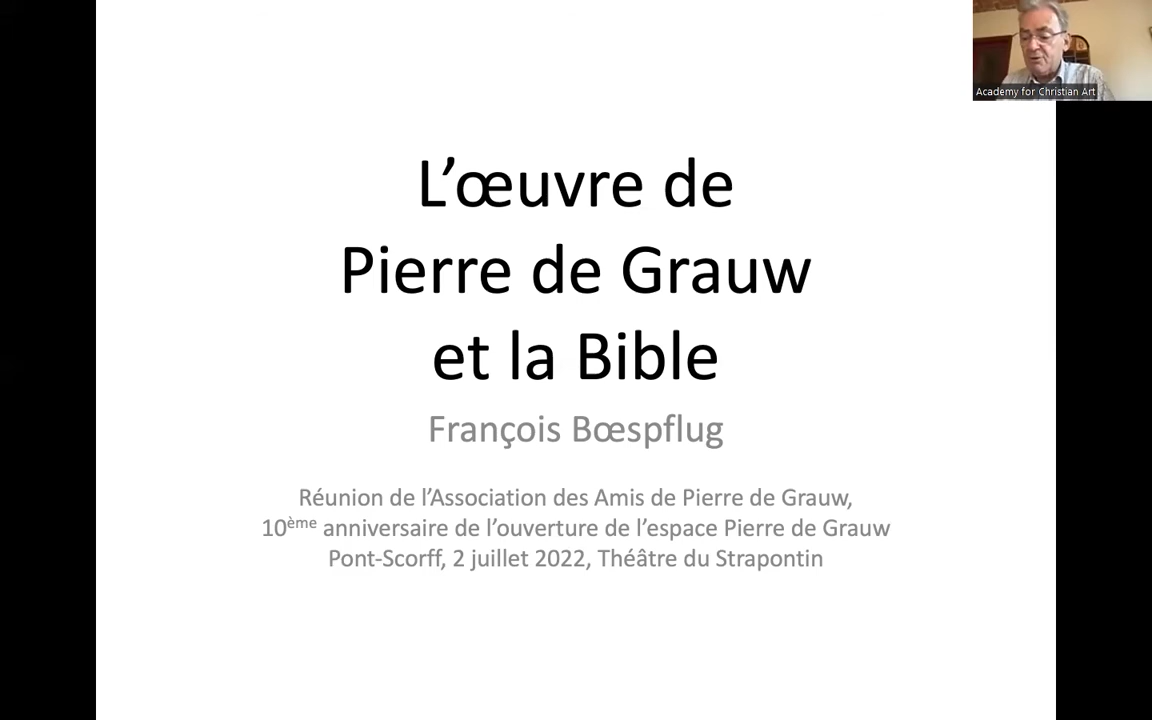 Academy for Christian Art
L’œuvre de
Pierre de Grauw
et la Bible
François Bœspflug
Réunion de l’Association des Amis de Pierre de Grauw,
10ème anniversaire de l’ouverture de l’espace Pierre de Grauw
Pont-Scorff, 2 juillet 2022, Théâtre du Strapontin